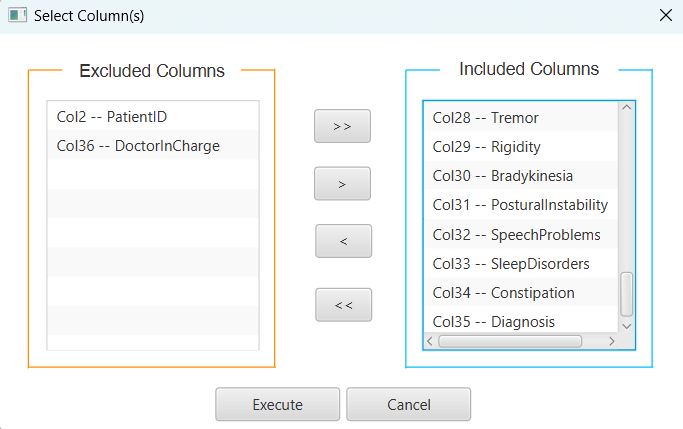 Select Column(s)
Excluded Columns
Col2 -- PatientID
Col36 -- DoctorInCharge
>>
>
<
<<
Included Columns
Col28 -- Tremor
Col29 -- Rigidity
Col30 -- Bradykinesia
Col31 -- PosturalInstability
Col32 -- SpeechProblems
Col33 -- SleepDisorders
Col34 -- Constipation
Col35 -- Diagnosis
Execute
Cancel